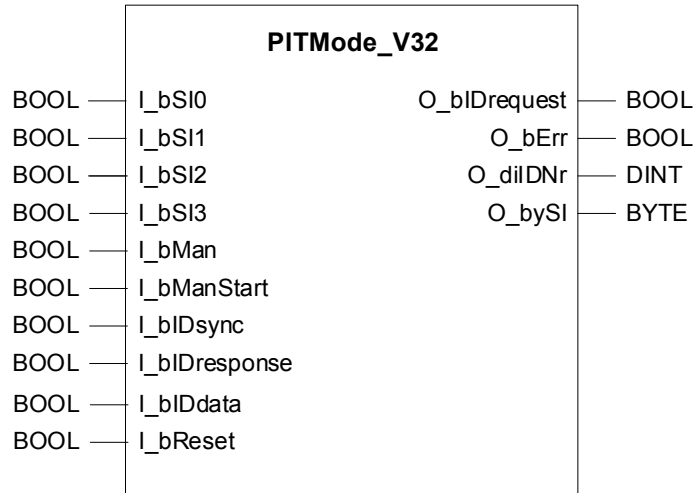 PITMode_V32
BOOL I_bSI0 O_bIDrequest BOOL
BOOL I_bSI1 O_bErr BOOL
BOOL I_bSI2 O_diIDNr DINT
BOOL I_bSI3 O_bySI BYTE
BOOL I_bMan
BOOL I_bManStart
BOOL I_bIDsync
BOOL I_bIDresponse
BOOL I_bIDdata
BOOL I_bReset